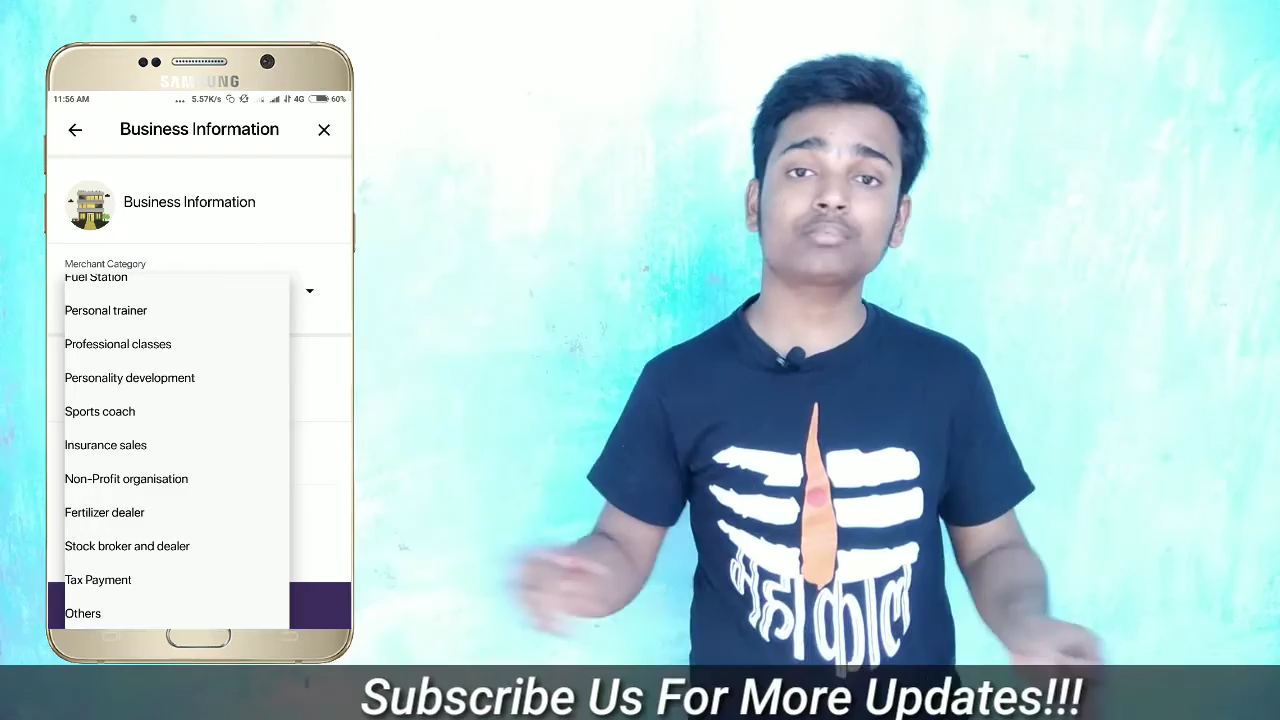 SAMSUNG
11:56 AM ... 5.57K/s 4G 60%
Business Information
Business Information
Merchant Category
Fuel Station
Personal trainer
Professional classes
Personality development
Sports coach
Insurance sales
Non-Profit organisation
Fertilizer dealer
Stock broker and dealer
Tax Payment
Others
महाकाल
Subscribe Us For More Updates!!!